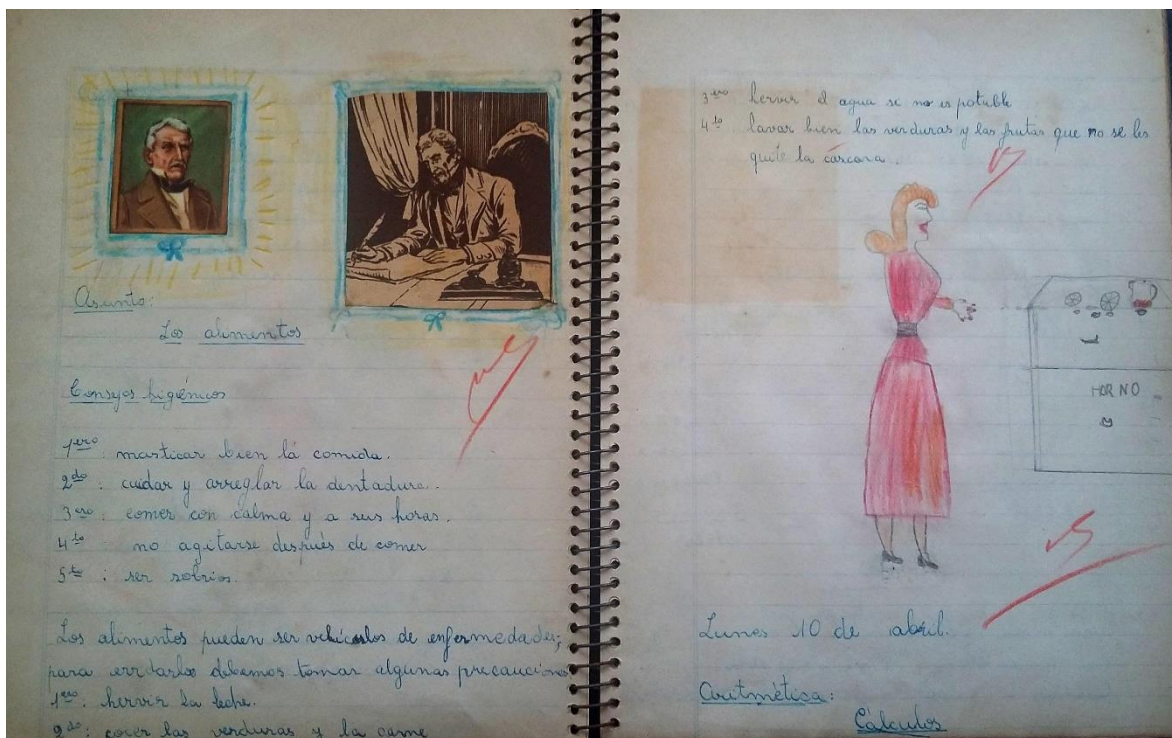 Asunto:
Los alimentos
Consejos higiénicos
1ero: masticar bien la comida.
2do: cuidar y arreglar la dentadura.
3ero: comer con calma y a sus horas.
4to no agitarse después de comer
5to: ser sobrios.
Los alimentos pueden ser vehículos de enfermedades;
para evitarlos debemos tomar algunas precauciones
1ero: hervir la leche.
2do: cocer las verduras y la carne
3ero hervir el agua si no es potable
4to lavar bien las verduras y las frutas que no se les
quite la cáscara.
HORNO
Lunes 10 de abril.
Aritmética:
Cálculos